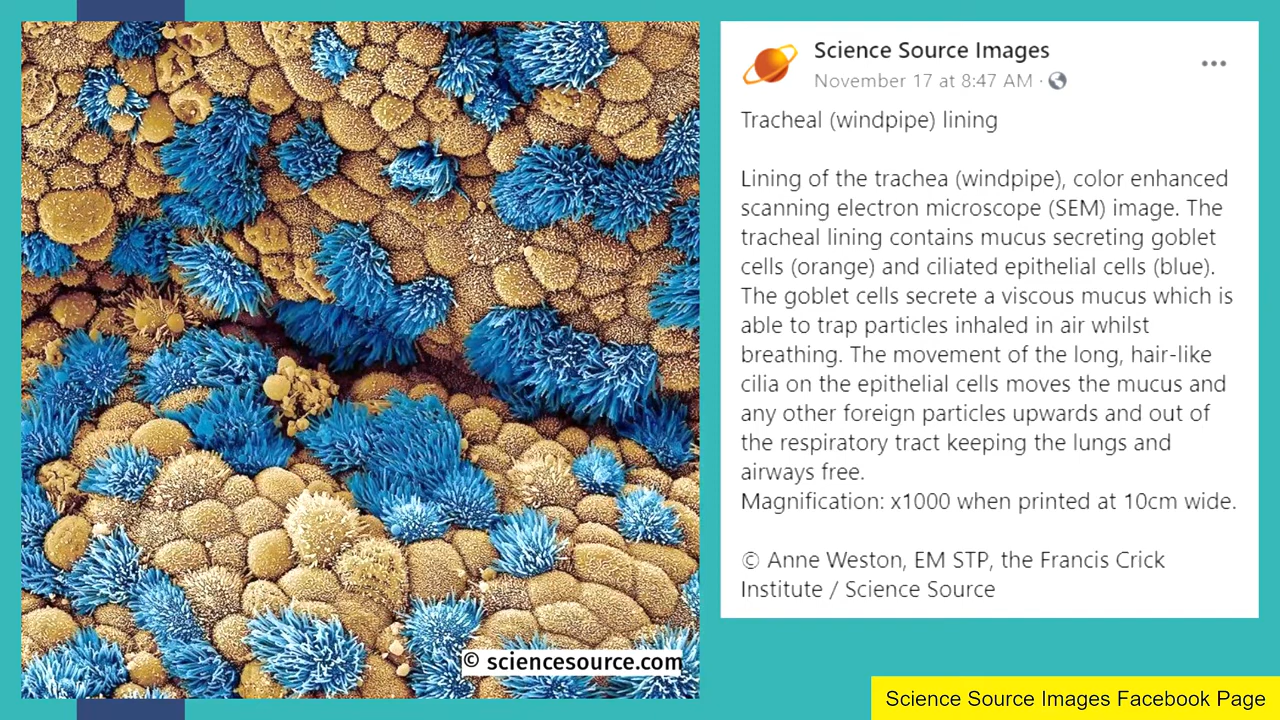 Science Source Images
November 17 at 8:47 AM ·
Tracheal (windpipe) lining
Lining of the trachea (windpipe), color enhanced
scanning electron microscope (SEM) image. The
tracheal lining contains mucus secreting goblet
cells (orange) and ciliated epithelial cells (blue).
The goblet cells secrete a viscous mucus which is
able to trap particles inhaled in air whilst
breathing. The movement of the long, hair-like
cilia on the epithelial cells moves the mucus and
any other foreign particles upwards and out of
the respiratory tract keeping the lungs and
airways free.
Magnification: x1000 when printed at 10cm wide.
© Anne Weston, EM STP, the Francis Crick
Institute / Science Source
© sciencesource.com
Science Source Images Facebook Page